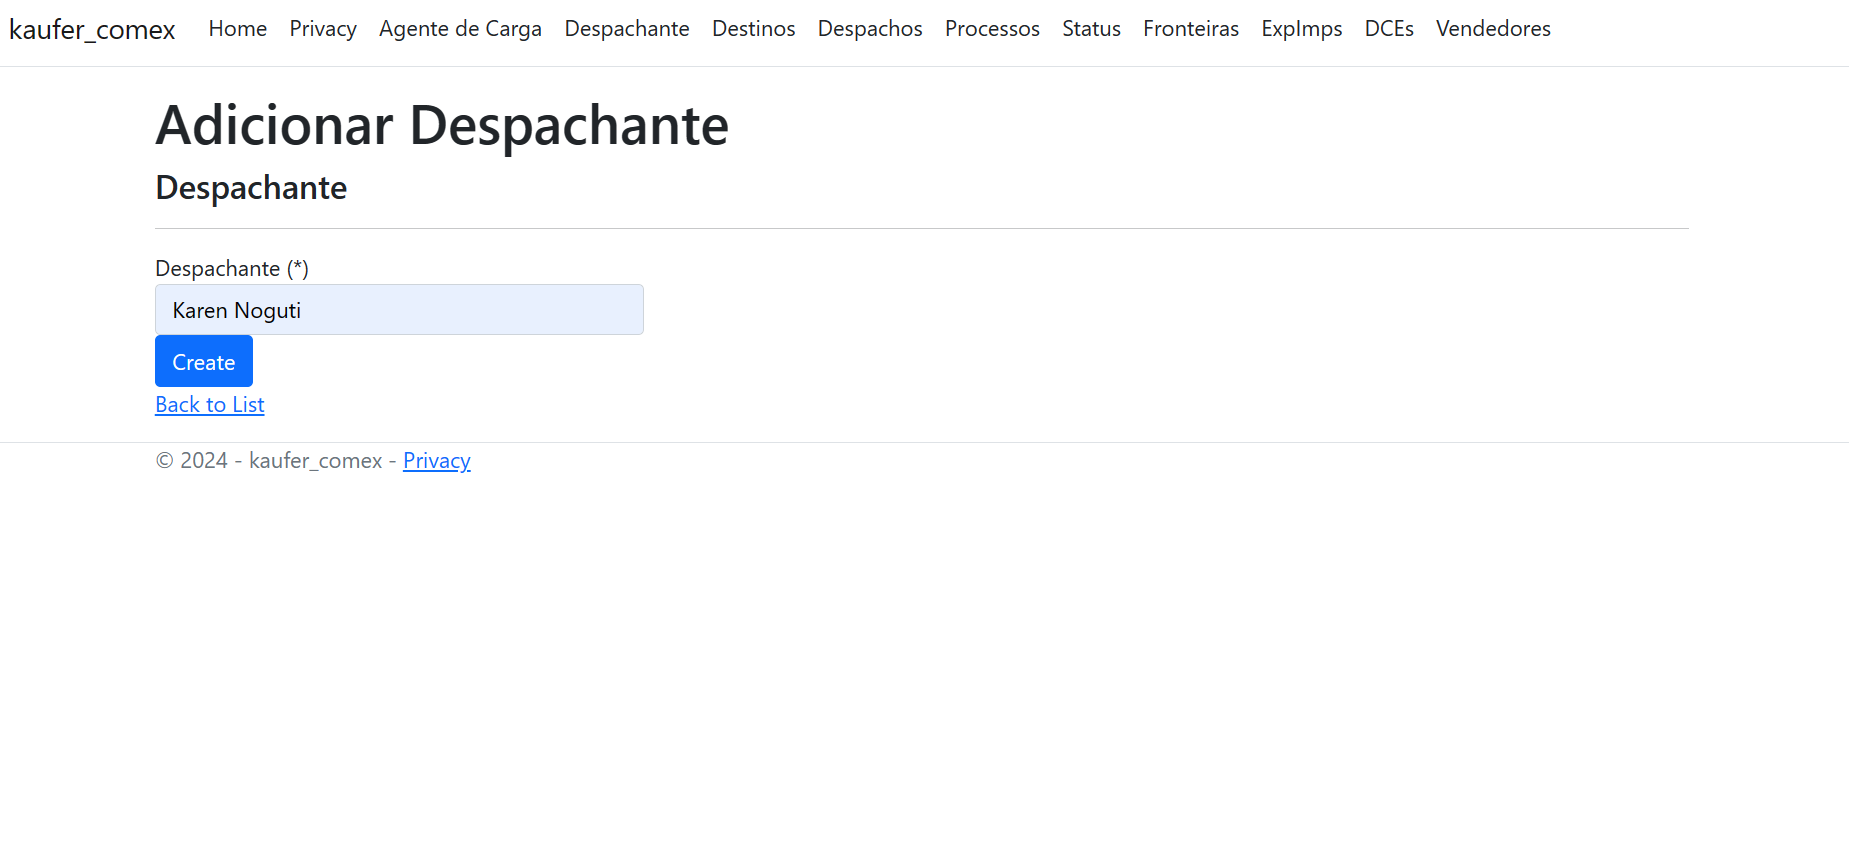 kaufer_comex Home Privacy Agente de Carga Despachante Destinos Despachos Processos Status Fronteiras ExpImps DCEs Vendedores
Adicionar Despachante
Despachante
Despachante (*)
Karen Noguti
Create
Back to List
© 2024 - kaufer_comex - Privacy